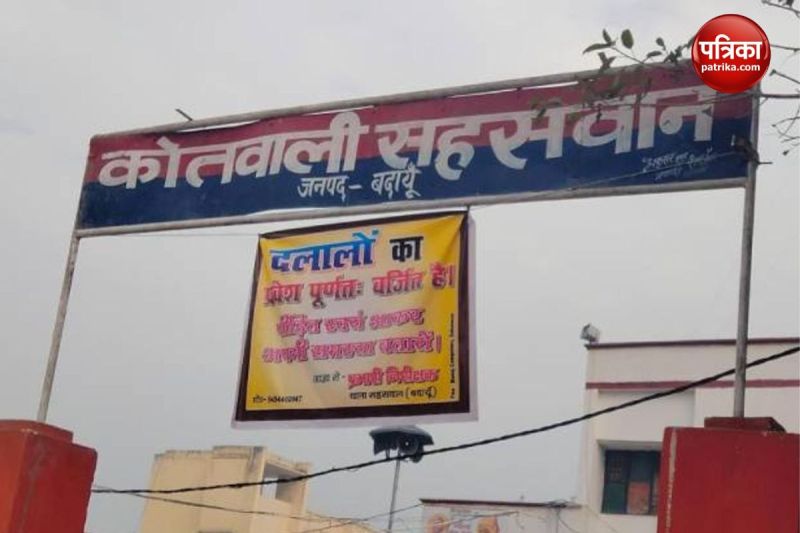 पत्रिका
patrika.com
कोतवाली सहसवान
जनपद - बदायूँ
दलालों का
प्रवेश पूर्णतः वर्जित है।
पीड़ित स्वयं आकर
अपनी समस्या बतायें।
आज्ञा से - प्रभारी निरीक्षक
थाना सहसवान (बदायूँ)